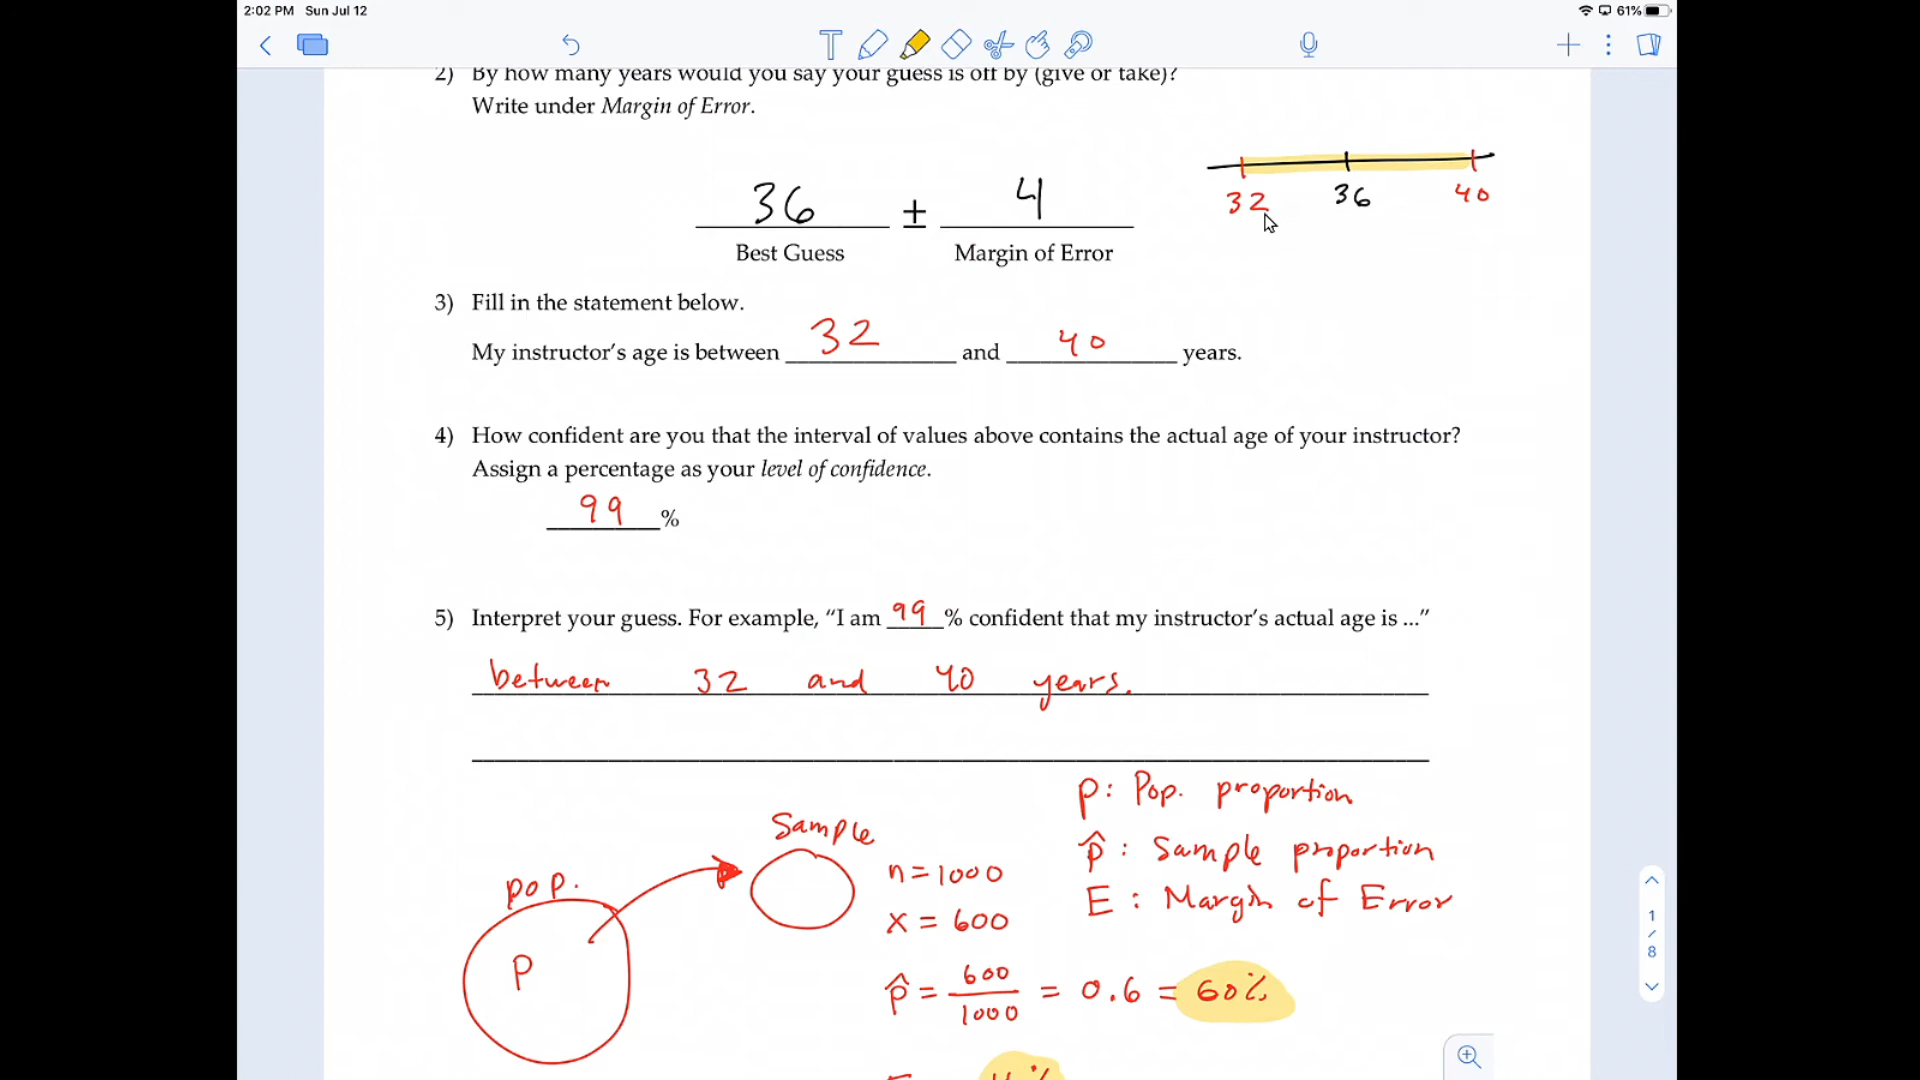 2:02 PM Sun Jul 12
61%
2) By how many years would you say your guess is off by (give or take)?
Write under Margin of Error.
36 ± 4
Best Guess Margin of Error
32 36 40
3) Fill in the statement below.
My instructor's age is between 32 and 40 years.
4) How confident are you that the interval of values above contains the actual age of your instructor?
Assign a percentage as your level of confidence.
99 %
5) Interpret your guess. For example, “I am 99 % confident that my instructor's actual age is ...”
between 32 and 40 years.
p: Pop. proportion
p̂ : Sample proportion
E : Margin of Error
Sample
n = 1000
x = 600
pop.
P
p̂ = 600/1000 = 0.6 = 60%
1
/
8